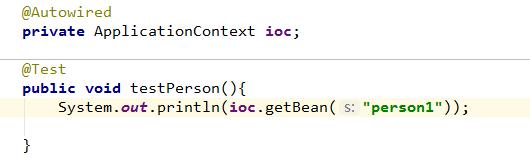 @Autowired
private ApplicationContext ioc;
@Test
public void testPerson(){
System.out.println(ioc.getBean( s: "person1"));
}